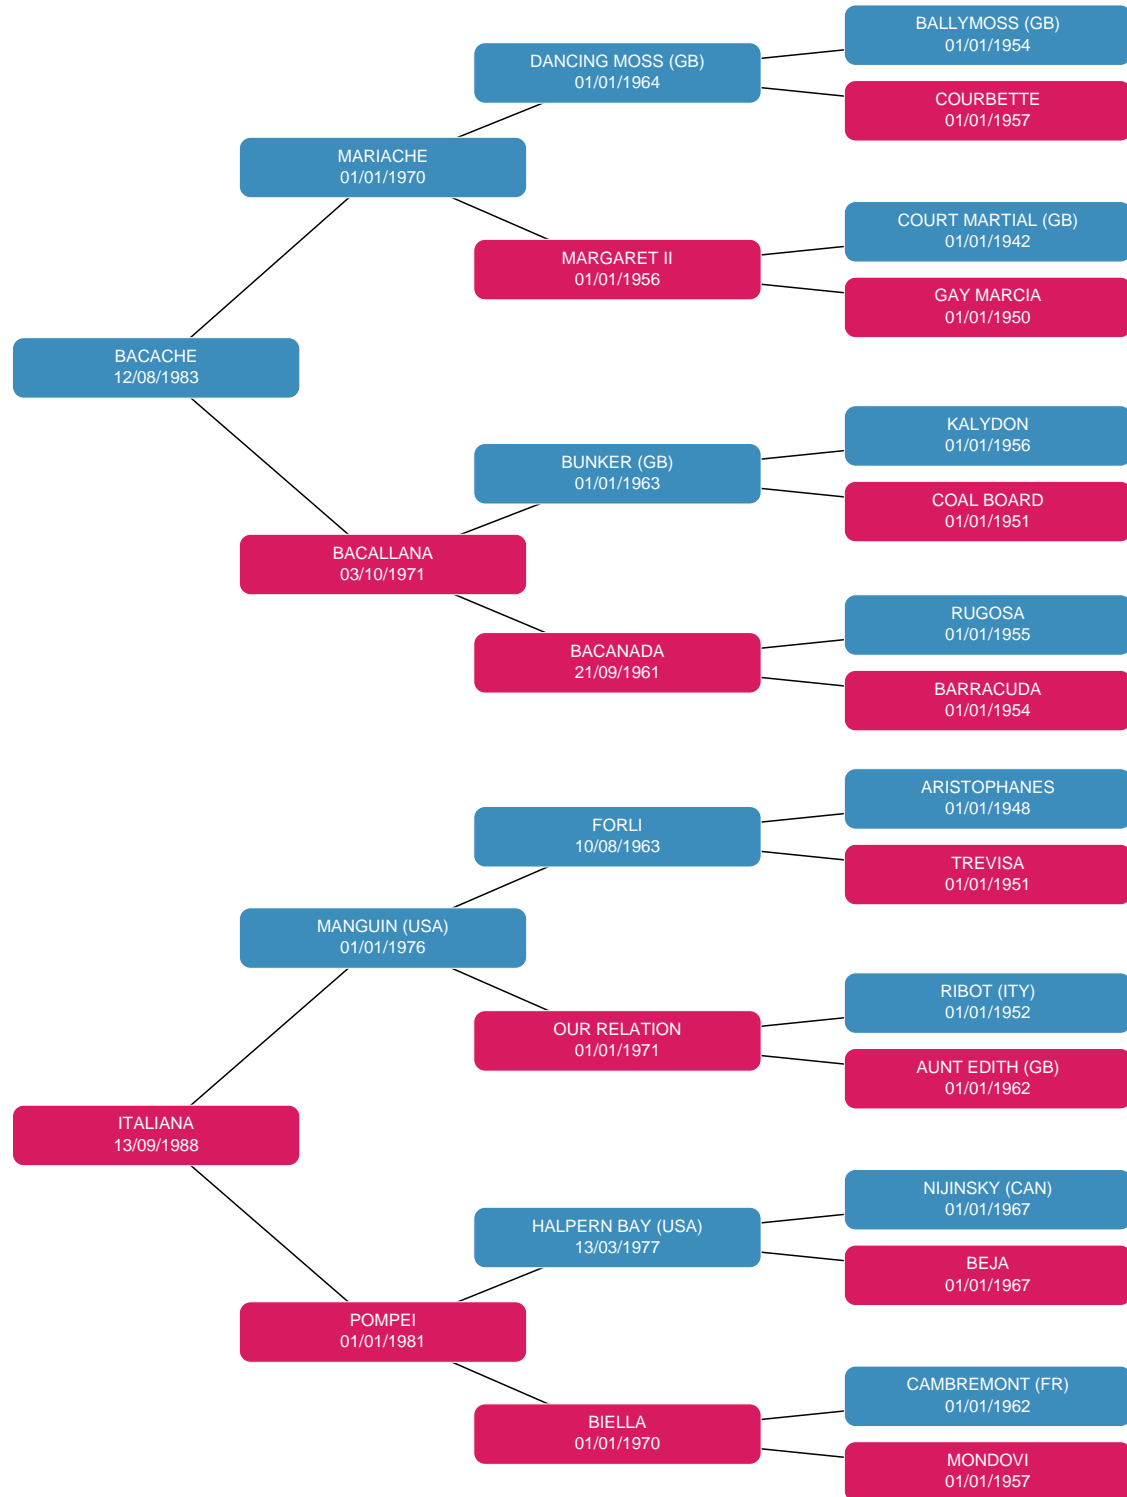 BALLYMOSS (GB)
01/01/1954
DANCING MOSS (GB)
01/01/1964
COURBETTE
01/01/1957
MARIACHE
01/01/1970
COURT MARTIAL (GB)
01/01/1942
MARGARET II
01/01/1956
GAY MARCIA
01/01/1950
BACACHE
12/08/1983
KALYDON
01/01/1956
BUNKER (GB)
01/01/1963
COAL BOARD
01/01/1951
BACALLANA
03/10/1971
RUGOSA
01/01/1955
BACANADA
21/09/1961
BARRACUDA
01/01/1954
ARISTOPHANES
01/01/1948
FORLI
10/08/1963
TREVISA
01/01/1951
MANGUIN (USA)
01/01/1976
RIBOT (ITY)
01/01/1952
OUR RELATION
01/01/1971
AUNT EDITH (GB)
01/01/1962
ITALIANA
13/09/1988
NIJINSKY (CAN)
01/01/1967
HALPERN BAY (USA)
13/03/1977
BEJA
01/01/1967
POMPEI
01/01/1981
CAMBREMONT (FR)
01/01/1962
BIELLA
01/01/1970
MONDOVI
01/01/1957